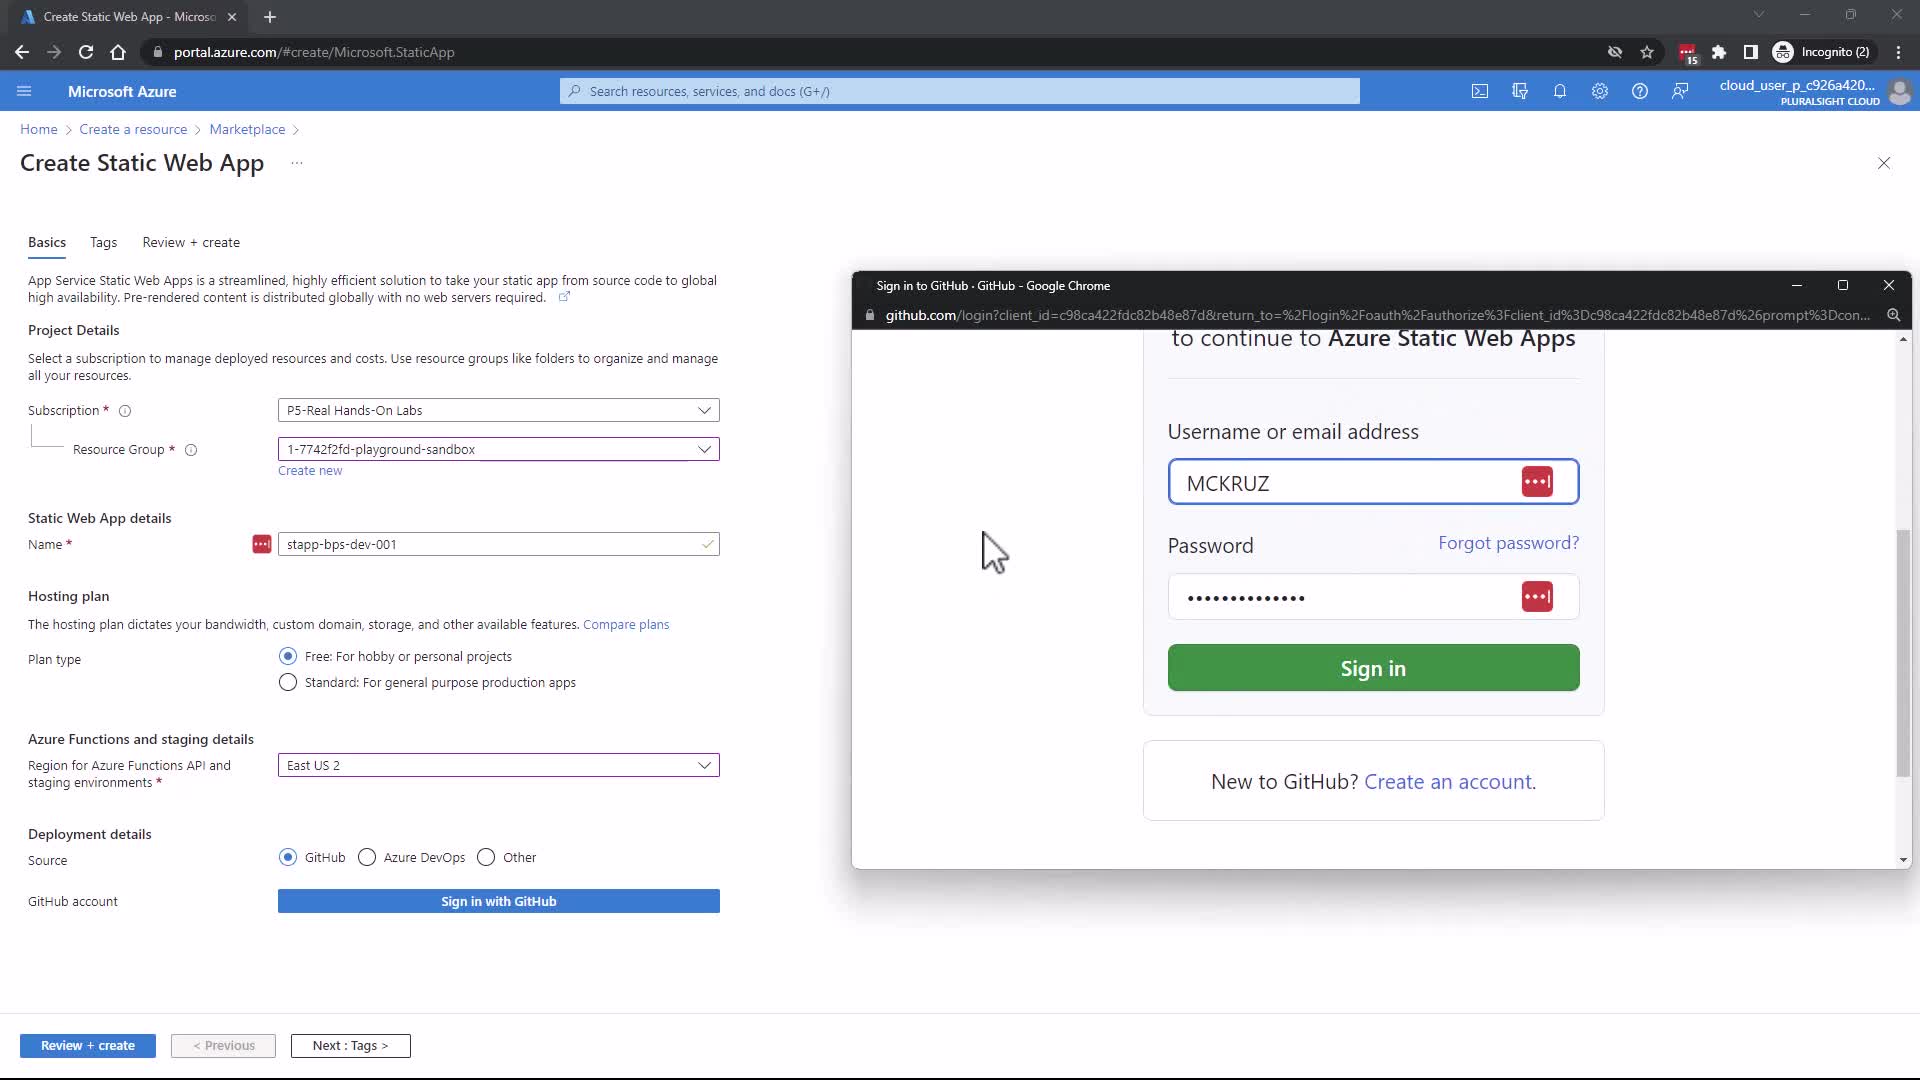 Create Static Web App - Microso
portal.azure.com/#create/Microsoft.StaticApp
15
Incognito (2)
Microsoft Azure
Search resources, services, and docs (G+/)
cloud_user_p_c926a420...
PLURALSIGHT CLOUD
Home > Create a resource > Marketplace >
Create Static Web App ...
Basics Tags Review + create
App Service Static Web Apps is a streamlined, highly efficient solution to take your static app from source code to global
high availability. Pre-rendered content is distributed globally with no web servers required.
Project Details
Select a subscription to manage deployed resources and costs. Use resource groups like folders to organize and manage
all your resources.
Subscription *
P5-Real Hands-On Labs
Resource Group *
1-7742f2fd-playground-sandbox
Create new
Static Web App details
Name *
stapp-bps-dev-001
Hosting plan
The hosting plan dictates your bandwidth, custom domain, storage, and other available features. Compare plans
Plan type
Free: For hobby or personal projects
Standard: For general purpose production apps
Azure Functions and staging details
Region for Azure Functions API and
staging environments *
East US 2
Deployment details
Source
GitHub Azure DevOps Other
GitHub account
Sign in with GitHub
Review + create
< Previous
Next : Tags >
Sign in to GitHub · GitHub - Google Chrome
github.com/login?client_id=c98ca422fdc82b48e87d&return_to=%2Flogin%2Foauth%2Fauthorize%3Fclient_id%3Dc98ca422fdc82b48e87d%26prompt%3Dcon...
to continue to Azure Static Web Apps
Username or email address
MCKRUZ
Password
Forgot password?
••••••••••••••
Sign in
New to GitHub? Create an account.